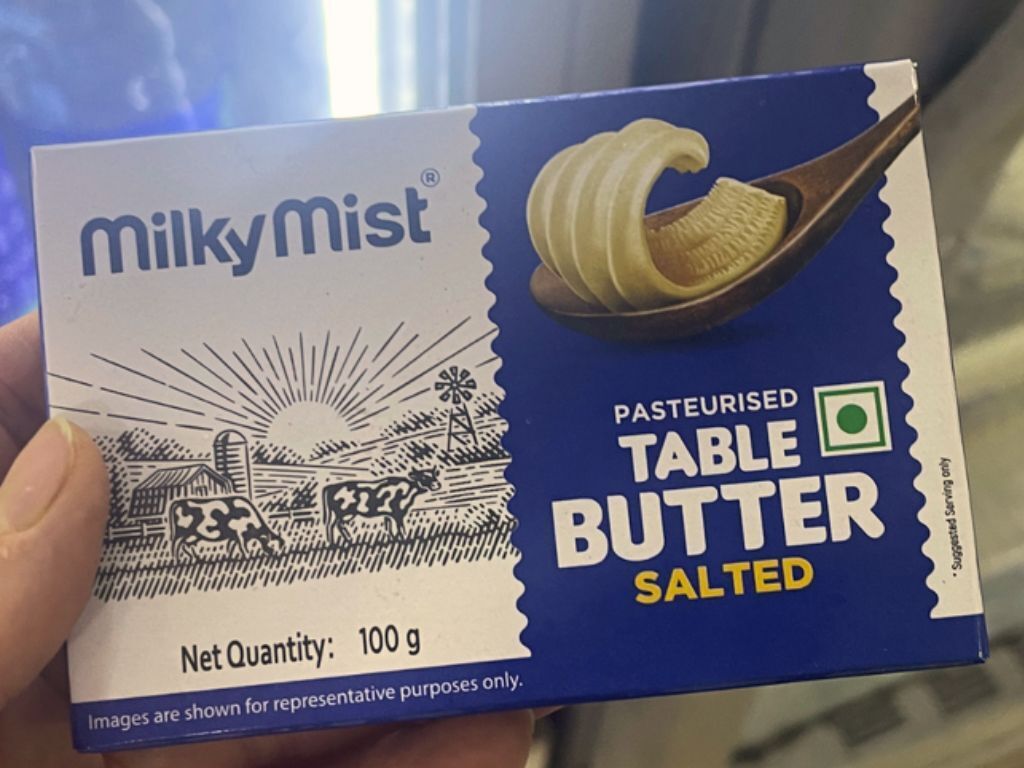 MilkyMist®
PASTEURISED
TABLE
BUTTER
SALTED
* Suggested Serving only
Net Quantity: 100 g
Images are shown for representative purposes only.